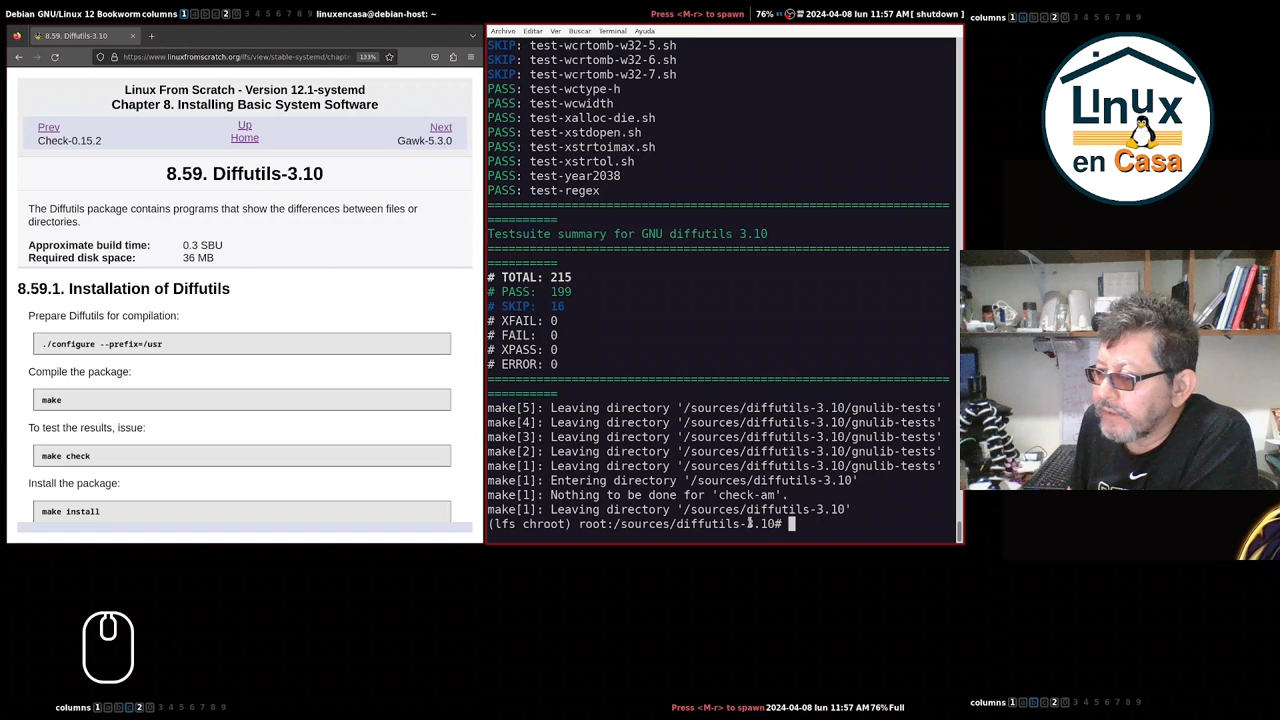 Debian GNU/Linux 12 Bookworm columns 1 a b c 2 0 3 4 5 6 7 8 9 linuxencasa@debian-host: ~
Press <M-r> to spawn 76% 2024-04-08 lun 11:57 AM [ shutdown ]
columns 1 a b c 2 0 3 4 5 6 7 8 9
8.59. Diffutils-3.10
https://www.linuxfromscratch.org/lfs/view/stable-systemd/chapt
133%
Linux From Scratch - Version 12.1-systemd
Chapter 8. Installing Basic System Software
Prev Up Next
Check-0.15.2 Home Gawk-5.3.0
8.59. Diffutils-3.10
The Diffutils package contains programs that show the differences between files or
directories.
Approximate build time: 0.3 SBU
Required disk space: 36 MB
8.59.1. Installation of Diffutils
Prepare Diffutils for compilation:
./configure --prefix=/usr
Compile the package:
make
To test the results, issue:
make check
Install the package:
make install
Archivo Editar Ver Buscar Terminal Ayuda
SKIP: test-wcrtomb-w32-5.sh
SKIP: test-wcrtomb-w32-6.sh
SKIP: test-wcrtomb-w32-7.sh
PASS: test-wctype-h
PASS: test-wcwidth
PASS: test-xalloc-die.sh
PASS: test-xstdopen.sh
PASS: test-xstrtoimax.sh
PASS: test-xstrtol.sh
PASS: test-year2038
PASS: test-regex
==================================================================
==========
Testsuite summary for GNU diffutils 3.10
==================================================================
==========
# TOTAL: 215
# PASS:  199
# SKIP:  16
# XFAIL: 0
# FAIL:  0
# XPASS: 0
# ERROR: 0
==================================================================
==========
make[5]: Leaving directory '/sources/diffutils-3.10/gnulib-tests'
make[4]: Leaving directory '/sources/diffutils-3.10/gnulib-tests'
make[3]: Leaving directory '/sources/diffutils-3.10/gnulib-tests'
make[2]: Leaving directory '/sources/diffutils-3.10/gnulib-tests'
make[1]: Leaving directory '/sources/diffutils-3.10/gnulib-tests'
make[1]: Entering directory '/sources/diffutils-3.10'
make[1]: Nothing to be done for 'check-am'.
make[1]: Leaving directory '/sources/diffutils-3.10'
(lfs chroot) root:/sources/diffutils-3.10#
Linux
en Casa
columns 1 a b c 2 0 3 4 5 6 7 8 9
Press <M-r> to spawn 2024-04-08 lun 11:57 AM 76% Full
columns 1 a b c 2 0 3 4 5 6 7 8 9